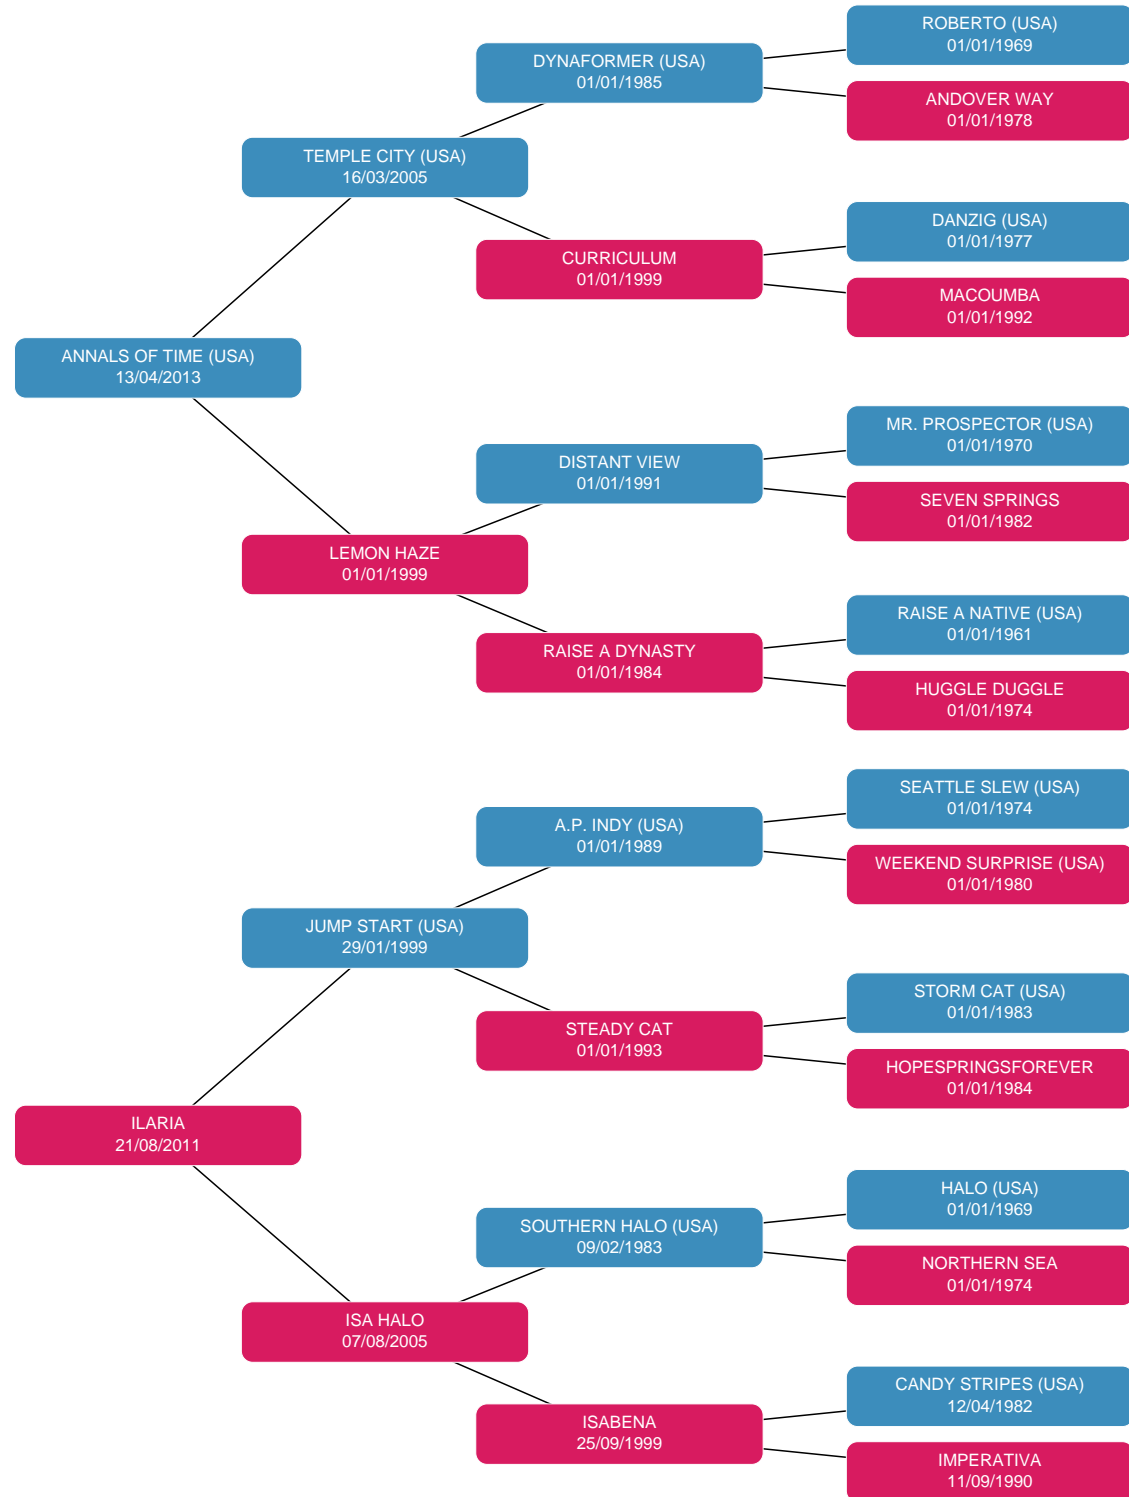 ROBERTO (USA)
01/01/1969
DYNAFORMER (USA)
01/01/1985
ANDOVER WAY
01/01/1978
TEMPLE CITY (USA)
16/03/2005
DANZIG (USA)
01/01/1977
CURRICULUM
01/01/1999
MACOUMBA
01/01/1992
ANNALS OF TIME (USA)
13/04/2013
MR. PROSPECTOR (USA)
01/01/1970
DISTANT VIEW
01/01/1991
SEVEN SPRINGS
01/01/1982
LEMON HAZE
01/01/1999
RAISE A NATIVE (USA)
01/01/1961
RAISE A DYNASTY
01/01/1984
HUGGLE DUGGLE
01/01/1974
SEATTLE SLEW (USA)
01/01/1974
A.P. INDY (USA)
01/01/1989
WEEKEND SURPRISE (USA)
01/01/1980
JUMP START (USA)
29/01/1999
STORM CAT (USA)
01/01/1983
STEADY CAT
01/01/1993
HOPESPRINGSFOREVER
01/01/1984
ILARIA
21/08/2011
HALO (USA)
01/01/1969
SOUTHERN HALO (USA)
09/02/1983
NORTHERN SEA
01/01/1974
ISA HALO
07/08/2005
CANDY STRIPES (USA)
12/04/1982
ISABENA
25/09/1999
IMPERATIVA
11/09/1990